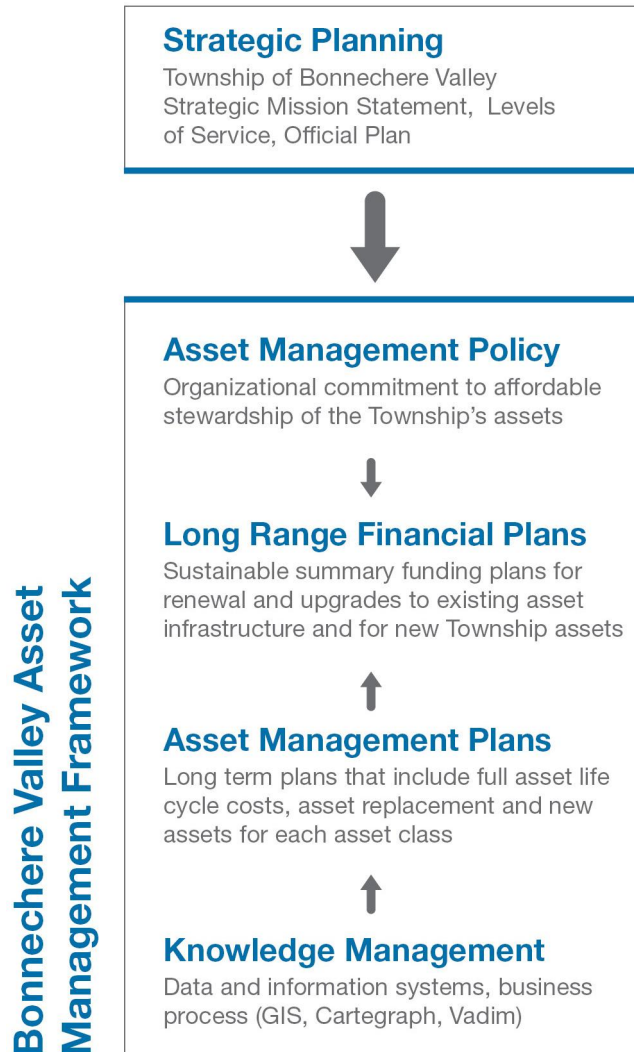 Strategic Planning
Township of Bonnechere Valley
Strategic Mission Statement, Levels
of Service, Official Plan
Bonnechere Valley Asset
Management Framework
Asset Management Policy
Organizational commitment to affordable
stewardship of the Township's assets
Long Range Financial Plans
Sustainable summary funding plans for
renewal and upgrades to existing asset
infrastructure and for new Township assets
Asset Management Plans
Long term plans that include full asset life
cycle costs, asset replacement and new
assets for each asset class
Knowledge Management
Data and information systems, business
process (GIS, Cartegraph, Vadim)